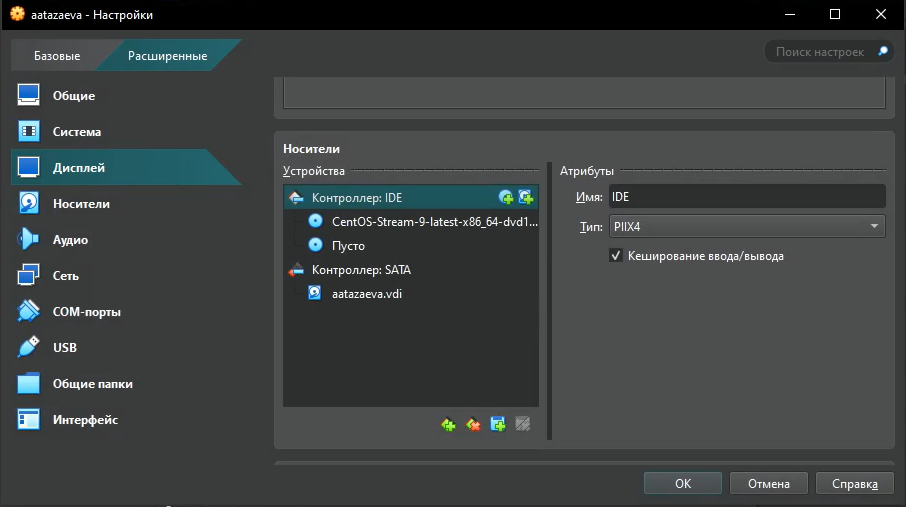 aatazaeva - Настройки
Базовые
Расширенные
Поиск настроек
Общие
Система
Дисплей
Носители
Аудио
Сеть
COM-порты
USB
Общие папки
Интерфейс
Носители
Устройства
Контроллер: IDE
CentOS-Stream-9-latest-x86_64-dvd1...
Пусто
Контроллер: SATA
aatazaeva.vdi
Атрибуты
Имя: IDE
Тип: PIIX4
Кеширование ввода/вывода
OK
Отмена
Справка